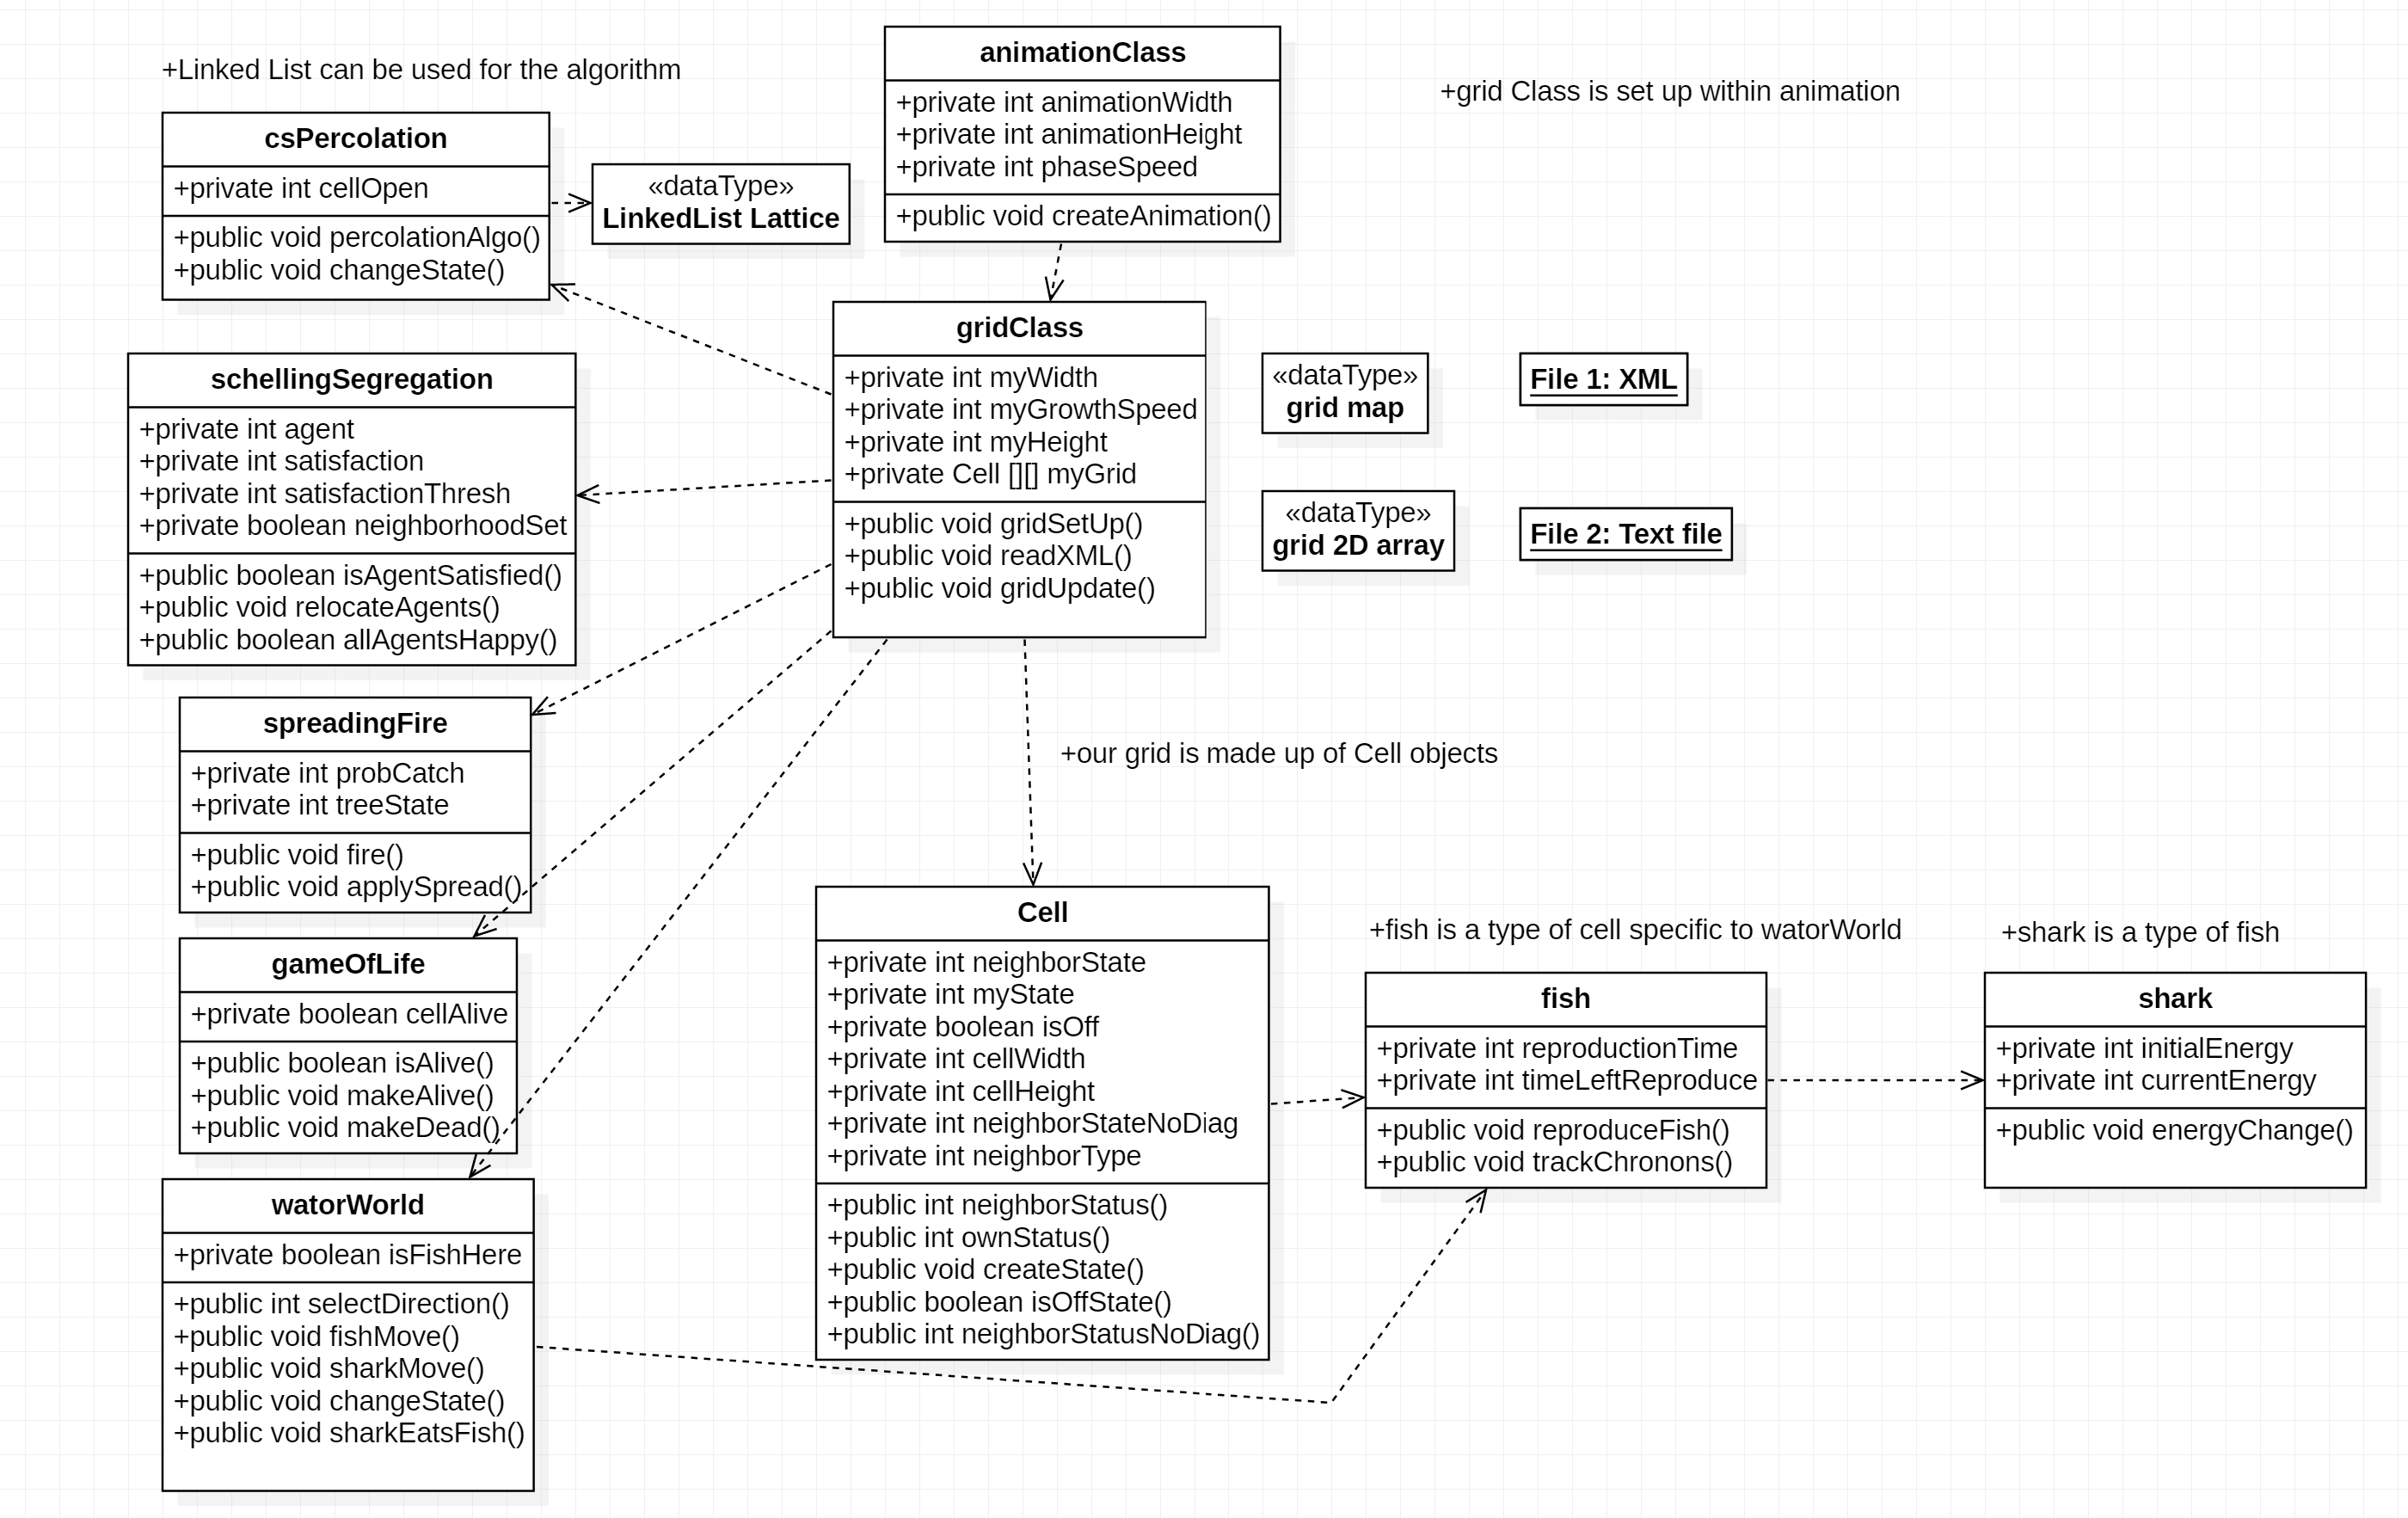 +Linked List can be used for the algorithm
csPercolation
+private int cellOpen
+public void percolationAlgo()
+public void changeState()
«dataType»
LinkedList Lattice
animationClass
+private int animationWidth
+private int animationHeight
+private int phaseSpeed
+public void createAnimation()
+grid Class is set up within animation
schellingSegregation
+private int agent
+private int satisfaction
+private int satisfactionThresh
+private boolean neighborhoodSet
+public boolean isAgentSatisfied()
+public void relocateAgents()
+public boolean allAgentsHappy()
gridClass
+private int myWidth
+private int myGrowthSpeed
+private int myHeight
+private Cell [][] myGrid
+public void gridSetUp()
+public void readXML()
+public void gridUpdate()
«dataType»
grid map
File 1: XML
«dataType»
grid 2D array
File 2: Text file
spreadingFire
+private int probCatch
+private int treeState
+public void fire()
+public void applySpread()
+our grid is made up of Cell objects
gameOfLife
+private boolean cellAlive
+public boolean isAlive()
+public void makeAlive()
+public void makeDead()
watorWorld
+private boolean isFishHere
+public int selectDirection()
+public void fishMove()
+public void sharkMove()
+public void changeState()
+public void sharkEatsFish()
Cell
+private int neighborState
+private int myState
+private boolean isOff
+private int cellWidth
+private int cellHeight
+private int neighborStateNoDiag
+private int neighborType
+public int neighborStatus()
+public int ownStatus()
+public void createState()
+public boolean isOffState()
+public int neighborStatusNoDiag()
+fish is a type of cell specific to watorWorld
fish
+private int reproductionTime
+private int timeLeftReproduce
+public void reproduceFish()
+public void trackChronons()
+shark is a type of fish
shark
+private int initialEnergy
+private int currentEnergy
+public void energyChange()